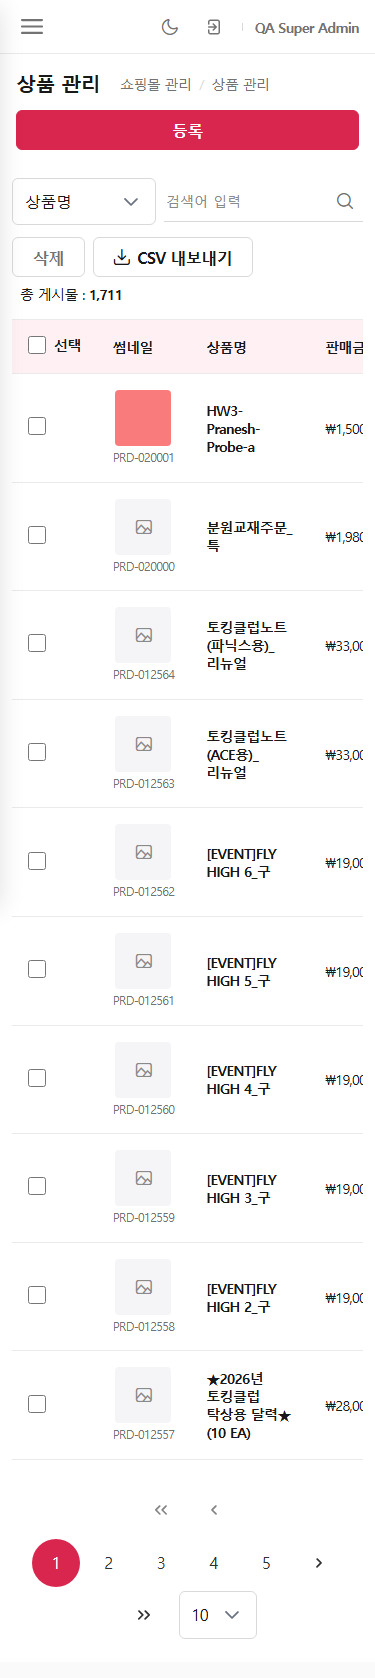 QA Super Admin
상품 관리
쇼핑몰 관리 / 상품 관리
등록
상품명
검색어 입력
삭제
CSV 내보내기
총 게시물 : 1,711
선택 썸네일 상품명 판매금
PRD-020001
HW3-
Pranesh-
Probe-a
₩1,500
PRD-020000
분원교재주문_
특
₩1,980
PRD-012564
토킹클럽노트
(파닉스용)_
리뉴얼
₩33,00
PRD-012563
토킹클럽노트
(ACE용)_
리뉴얼
₩33,00
PRD-012562
[EVENT]FLY
HIGH 6_구
₩19,00
PRD-012561
[EVENT]FLY
HIGH 5_구
₩19,00
PRD-012560
[EVENT]FLY
HIGH 4_구
₩19,00
PRD-012559
[EVENT]FLY
HIGH 3_구
₩19,00
PRD-012558
[EVENT]FLY
HIGH 2_구
₩19,00
PRD-012557
★2026년
토킹클럽
탁상용 달력★
(10 EA)
₩28,00
1 2 3 4 5
10